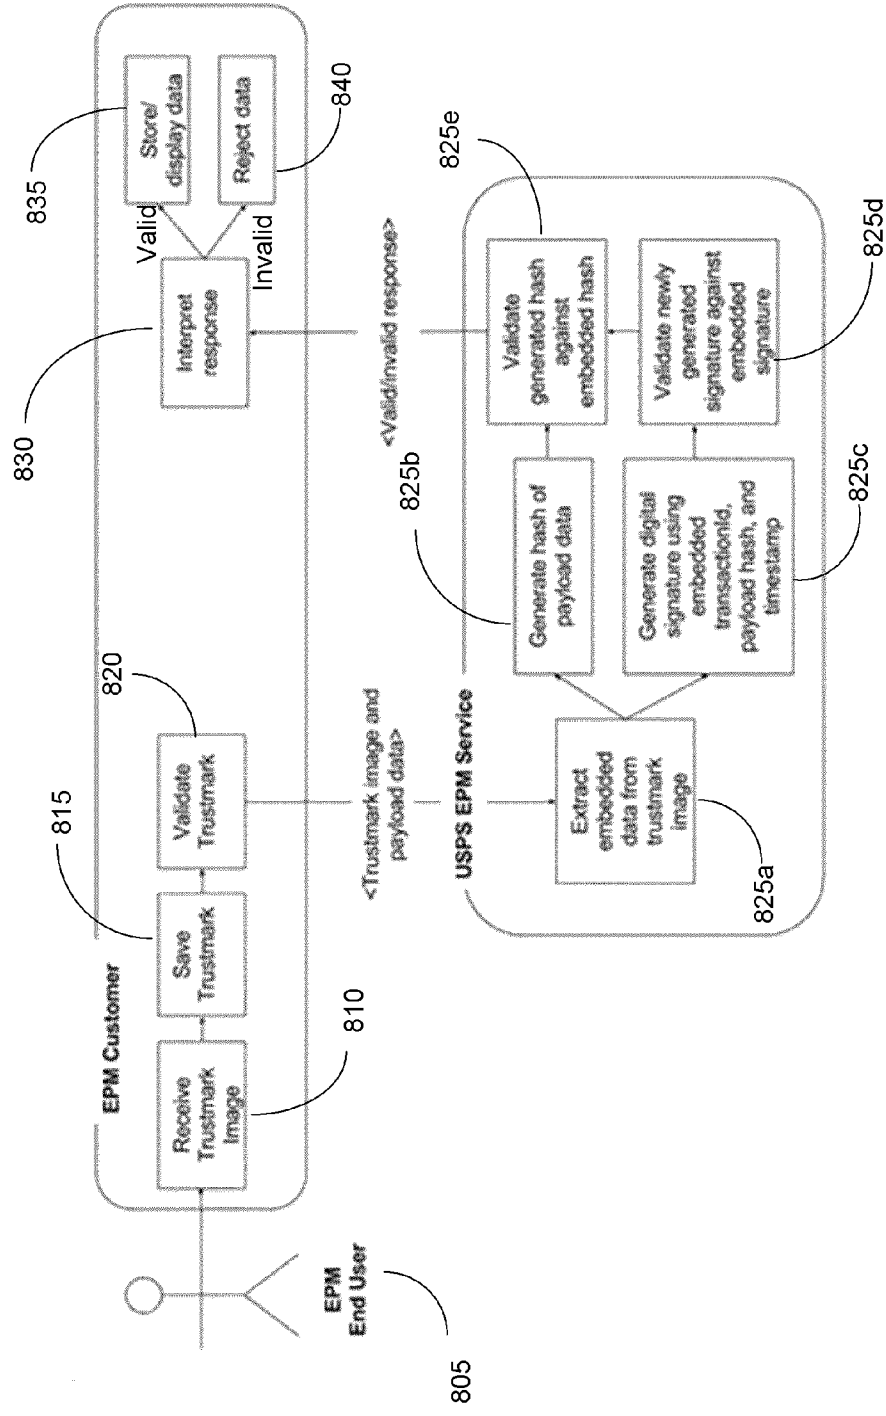 805
EPM
End User
EPM Customer
810
Receive
Trustmark
Image
815
Save
Trustmark
820
Validate
Trustmark
830
Interpret
response
Valid
Invalid
835
Store/
display data
840
Reject data
<Trustmark image and
payload data>
<Valid/invalid response>
USPS EPM Service
825a
Extract
embedded
data from
trustmark
image
825b
Generate hash of
payload data
825c
Generate digital
signature using
embedded
transactionId,
payload hash, and
timestamp
825d
Validate newly
generated
signature against
embedded
signature
825e
Validate
generated hash
against
embedded hash